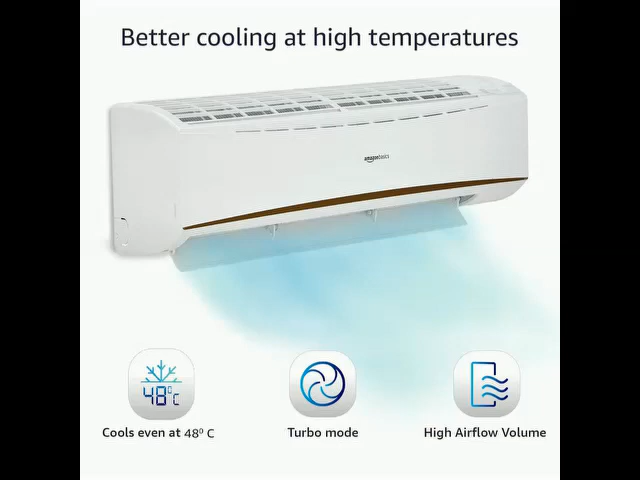 Better cooling at high temperatures
amazonbasics
48°C
Cools even at 48⁰ C
Turbo mode
High Airflow Volume